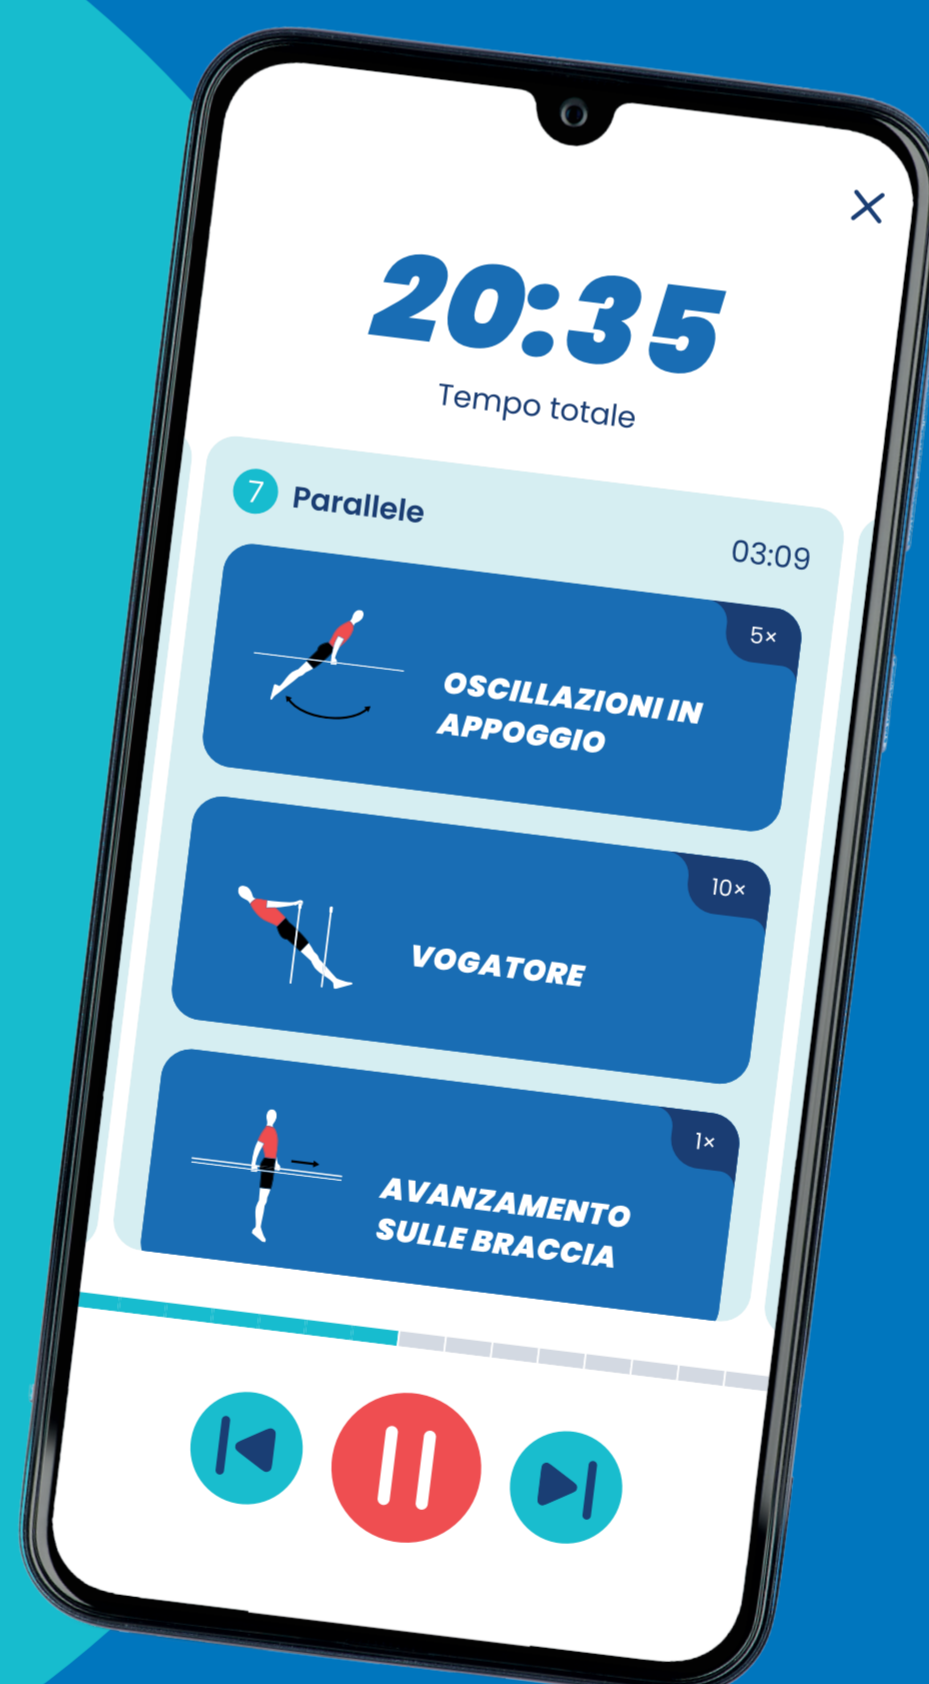 20:35
Tempo totale
7 Parallele
03:09
5×
OSCILLAZIONI IN
APPOGGIO
10×
VOGATORE
1×
AVANZAMENTO
SULLE BRACCIA